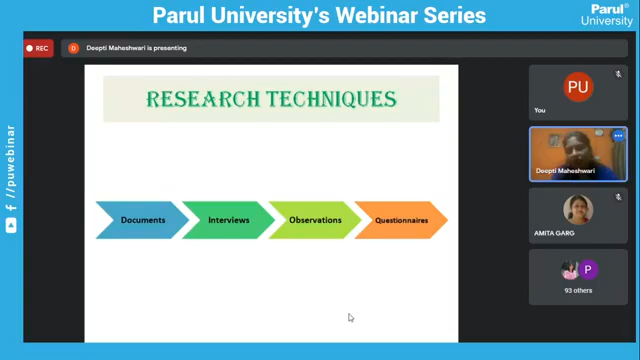 Parul University's Webinar Series
Parul®
University
REC
D
Deepti Maheshwari is presenting
RESEARCH TECHNIQUES
Documents
Interviews
Observations
Questionnaires
PU
You
Deepti Maheshwari
AMITA GARG
P
93 others
//puwebinar